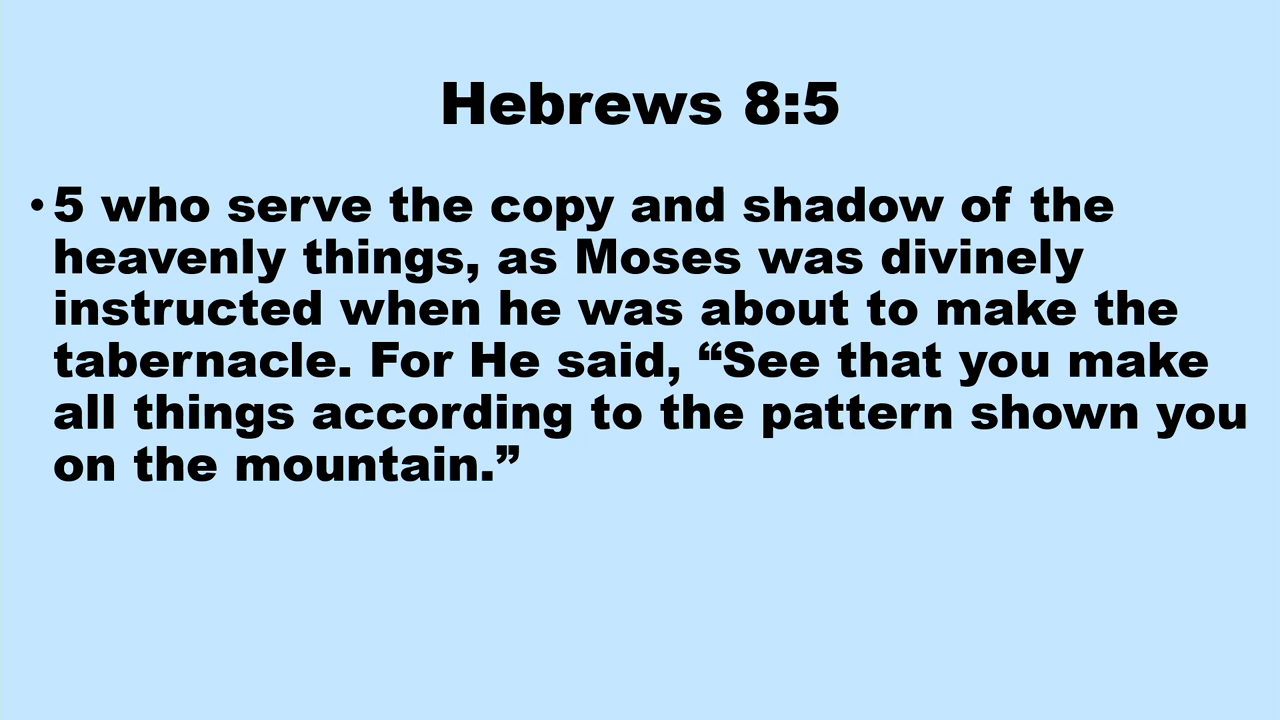 Hebrews 8:5
• 5 who serve the copy and shadow of the
heavenly things, as Moses was divinely
instructed when he was about to make the
tabernacle. For He said, “See that you make
all things according to the pattern shown you
on the mountain.”